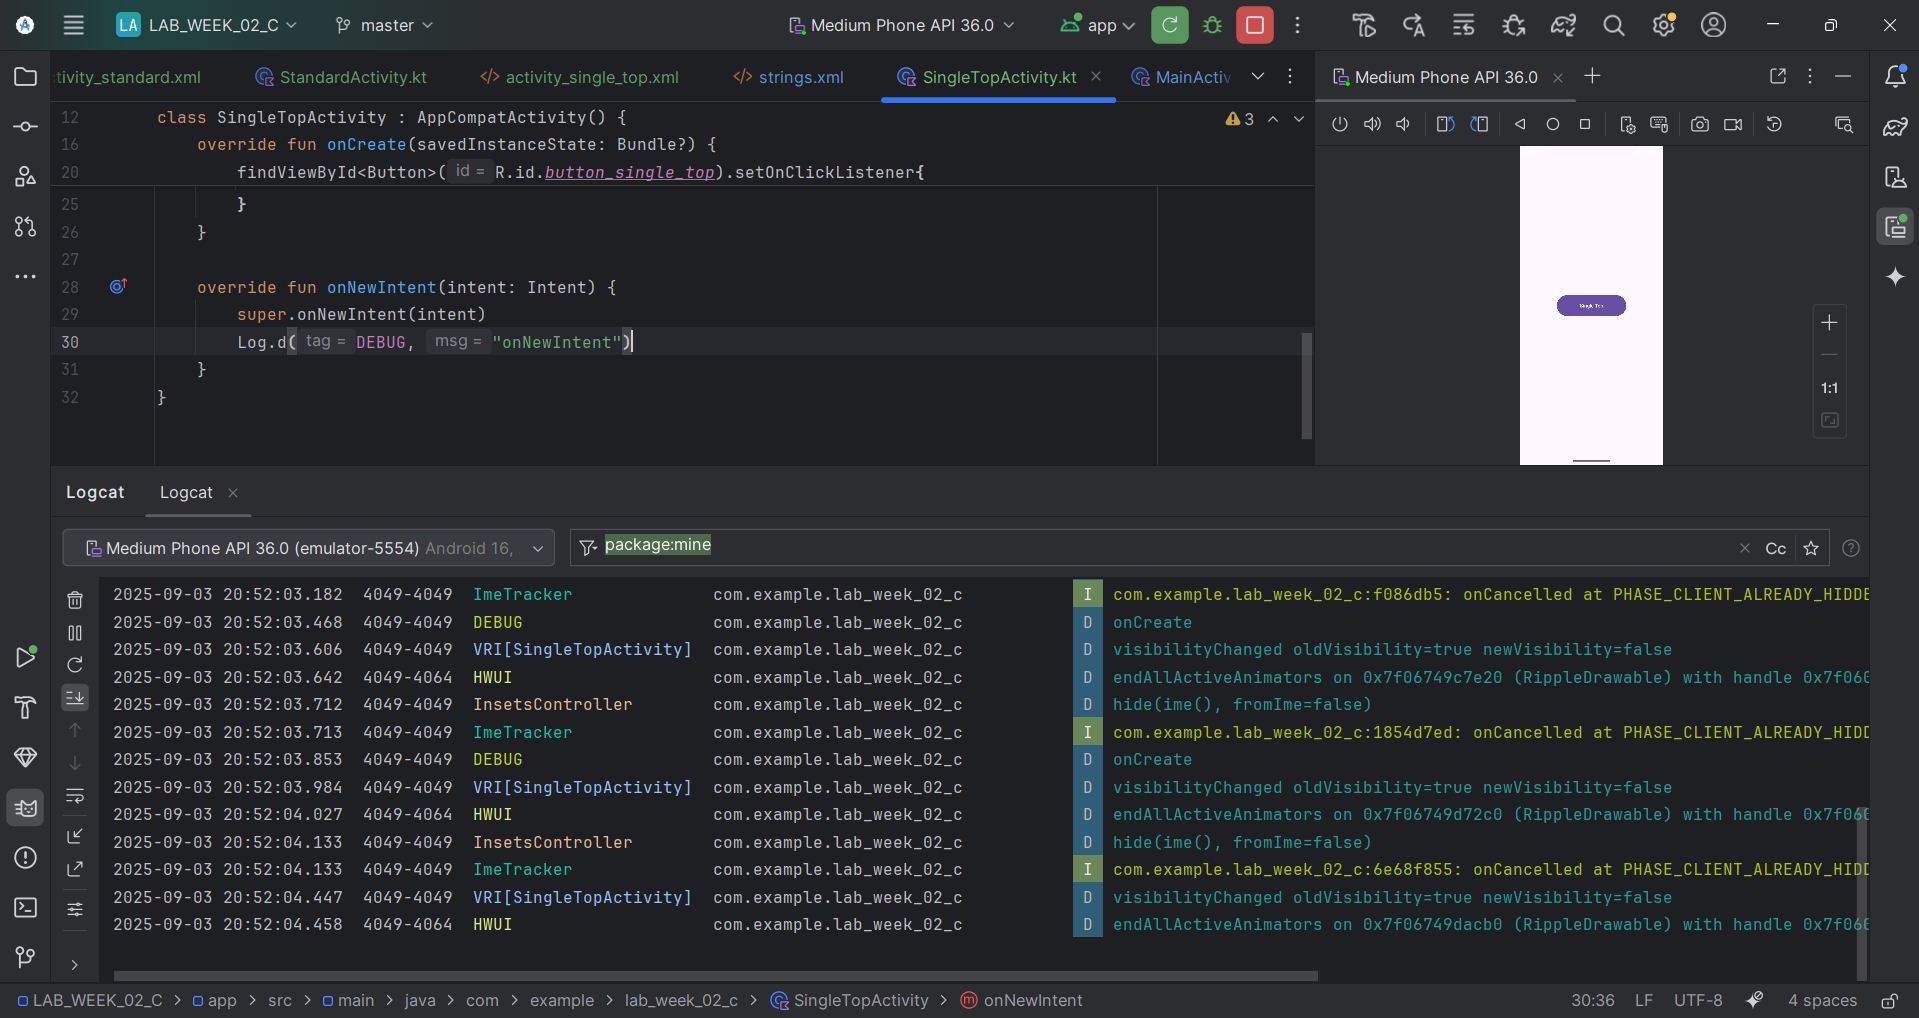 LA LAB_WEEK_02_C master Medium Phone API 36.0 app
tivity_standard.xml StandardActivity.kt activity_single_top.xml strings.xml SingleTopActivity.kt MainActiv Medium Phone API 36.0
12 class SingleTopActivity : AppCompatActivity() { 3
16 override fun onCreate(savedInstanceState: Bundle?) {
20 findViewById<Button>( id = R.id.button_single_top).setOnClickListener{
25 }
26 }
27
28 override fun onNewIntent(intent: Intent) {
29 super.onNewIntent(intent)
30 Log.d( tag = DEBUG, msg = "onNewIntent")
31 }
32 }
Single Top
1:1
Logcat Logcat
Medium Phone API 36.0 (emulator-5554) Android 16, package:mine Cc
2025-09-03 20:52:03.182 4049-4049 ImeTracker com.example.lab_week_02_c I com.example.lab_week_02_c:f086db5: onCancelled at PHASE_CLIENT_ALREADY_HIDDE
2025-09-03 20:52:03.468 4049-4049 DEBUG com.example.lab_week_02_c D onCreate
2025-09-03 20:52:03.606 4049-4049 VRI[SingleTopActivity] com.example.lab_week_02_c D visibilityChanged oldVisibility=true newVisibility=false
2025-09-03 20:52:03.642 4049-4064 HWUI com.example.lab_week_02_c D endAllActiveAnimators on 0x7f06749c7e20 (RippleDrawable) with handle 0x7f060
2025-09-03 20:52:03.712 4049-4049 InsetsController com.example.lab_week_02_c D hide(ime(), fromIme=false)
2025-09-03 20:52:03.713 4049-4049 ImeTracker com.example.lab_week_02_c I com.example.lab_week_02_c:1854d7ed: onCancelled at PHASE_CLIENT_ALREADY_HIDD
2025-09-03 20:52:03.853 4049-4049 DEBUG com.example.lab_week_02_c D onCreate
2025-09-03 20:52:03.984 4049-4049 VRI[SingleTopActivity] com.example.lab_week_02_c D visibilityChanged oldVisibility=true newVisibility=false
2025-09-03 20:52:04.027 4049-4064 HWUI com.example.lab_week_02_c D endAllActiveAnimators on 0x7f06749d72c0 (RippleDrawable) with handle 0x7f060
2025-09-03 20:52:04.133 4049-4049 InsetsController com.example.lab_week_02_c D hide(ime(), fromIme=false)
2025-09-03 20:52:04.133 4049-4049 ImeTracker com.example.lab_week_02_c I com.example.lab_week_02_c:6e68f855: onCancelled at PHASE_CLIENT_ALREADY_HIDD
2025-09-03 20:52:04.447 4049-4049 VRI[SingleTopActivity] com.example.lab_week_02_c D visibilityChanged oldVisibility=true newVisibility=false
2025-09-03 20:52:04.458 4049-4064 HWUI com.example.lab_week_02_c D endAllActiveAnimators on 0x7f06749dacb0 (RippleDrawable) with handle 0x7f060
LAB_WEEK_02_C > app > src > main > java > com > example > lab_week_02_c > SingleTopActivity > onNewIntent 30:36 LF UTF-8 4 spaces